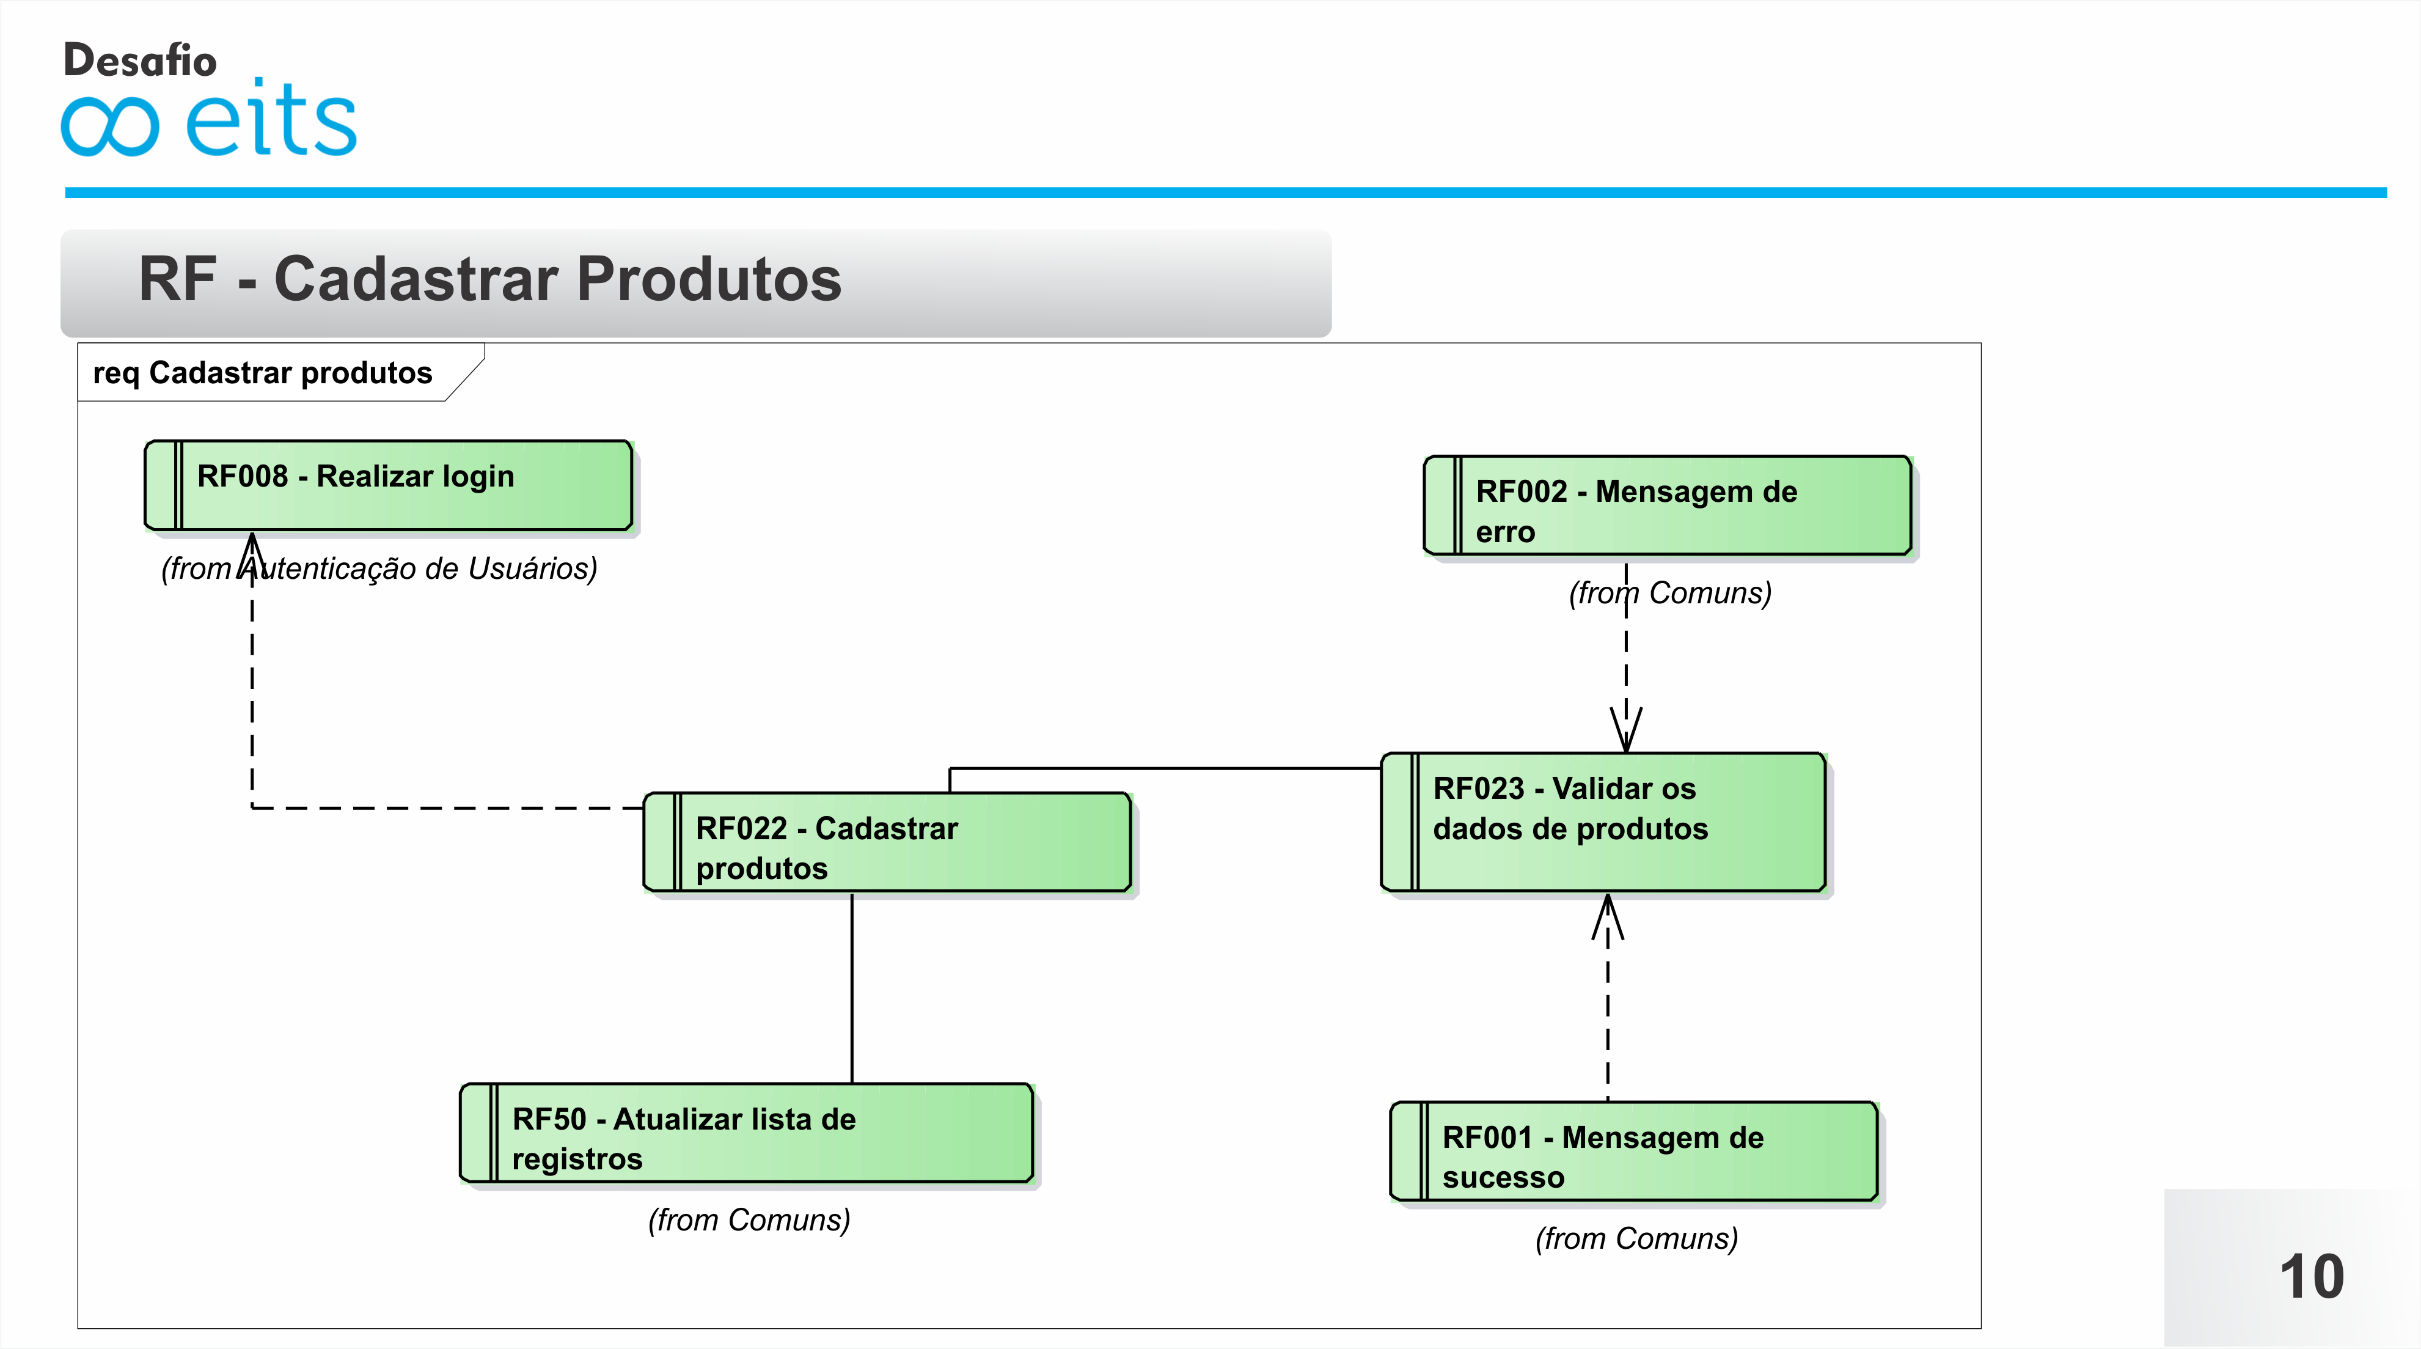 Desafio
eits
RF - Cadastrar Produtos
req Cadastrar produtos
RF008 - Realizar login
(from Autenticação de Usuários)
RF002 - Mensagem de
erro
(from Comuns)
RF023 - Validar os
dados de produtos
RF022 - Cadastrar
produtos
RF50 - Atualizar lista de
registros
(from Comuns)
RF001 - Mensagem de
sucesso
(from Comuns)
10